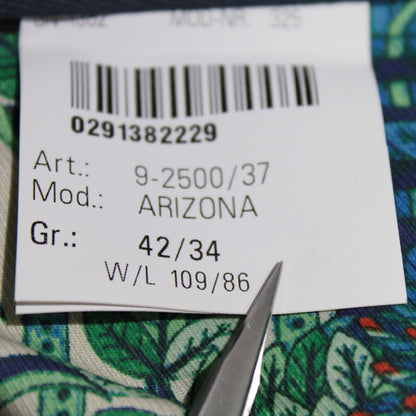 MOD-NR: 325
0291382229
Art.: 9-2500/37
Mod.: ARIZONA
Gr.: 42/34
W/L 109/86